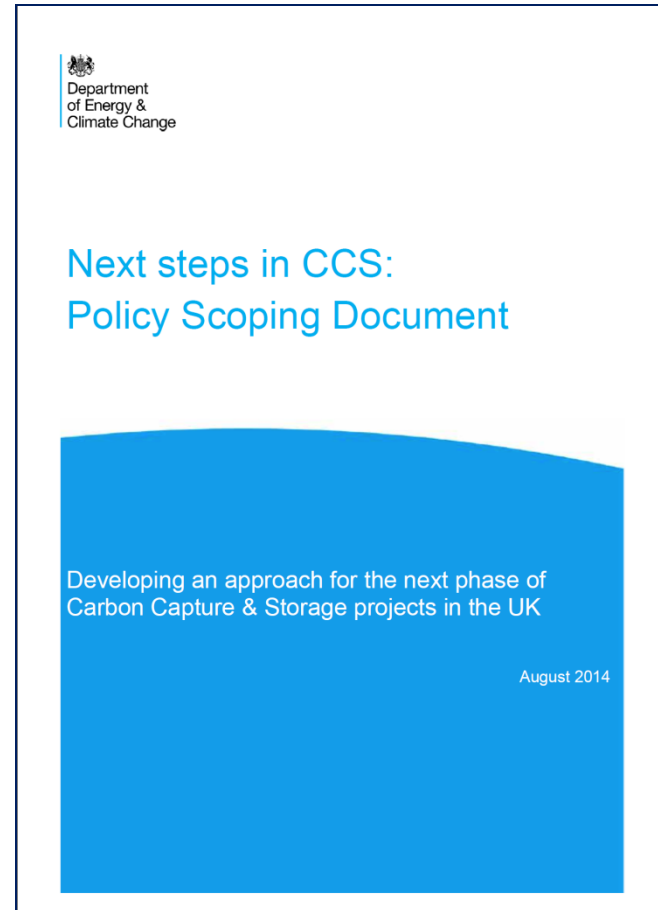 Department
of Energy &
Climate Change
Next steps in CCS:
Policy Scoping Document
Developing an approach for the next phase of
Carbon Capture & Storage projects in the UK
August 2014